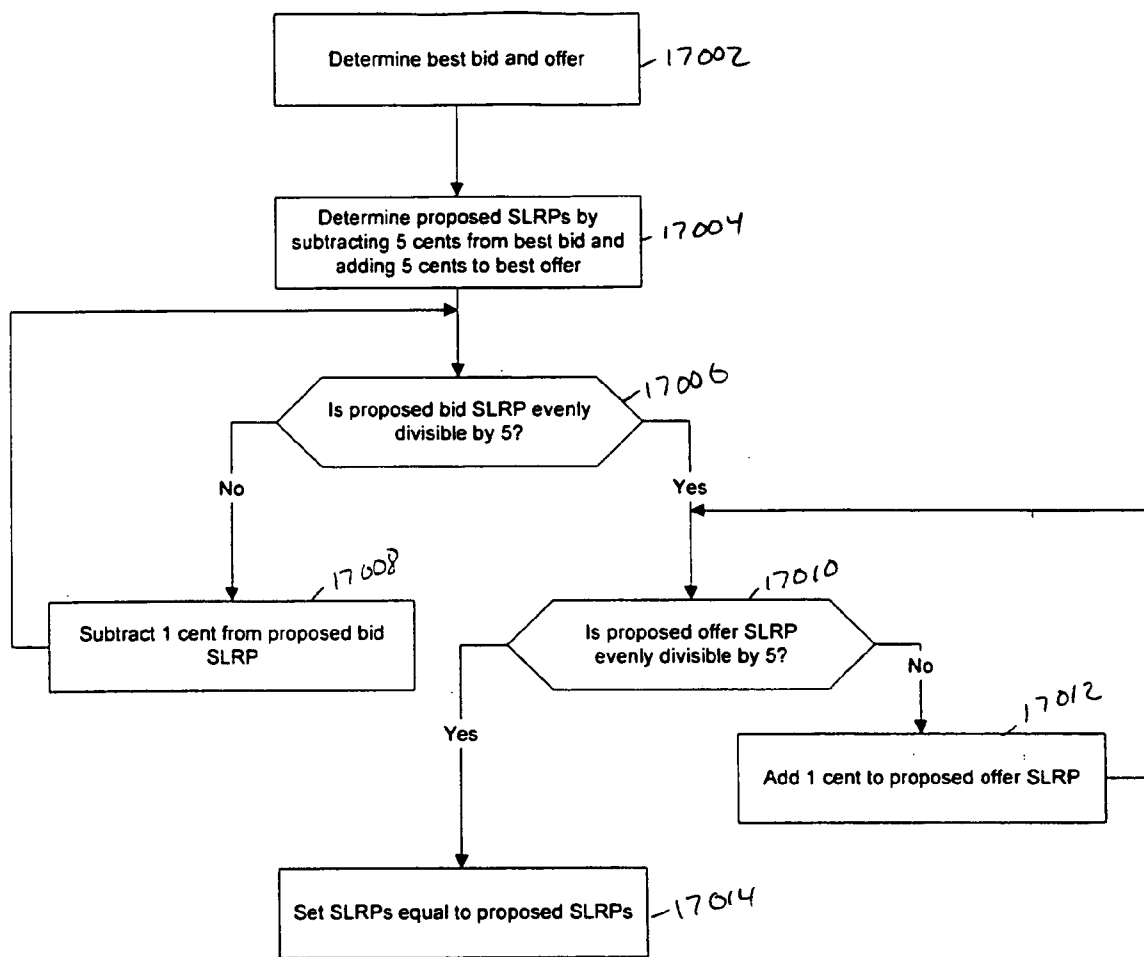 Determine best bid and offer
17002
Determine proposed SLRPs by
subtracting 5 cents from best bid and
adding 5 cents to best offer
17004
Is proposed bid SLRP evenly
divisible by 5?
17006
No
Yes
17008
Subtract 1 cent from proposed bid
SLRP
17010
Is proposed offer SLRP
evenly divisible by 5?
No
Yes
17012
Add 1 cent to proposed offer SLRP
Set SLRPs equal to proposed SLRPs
17014